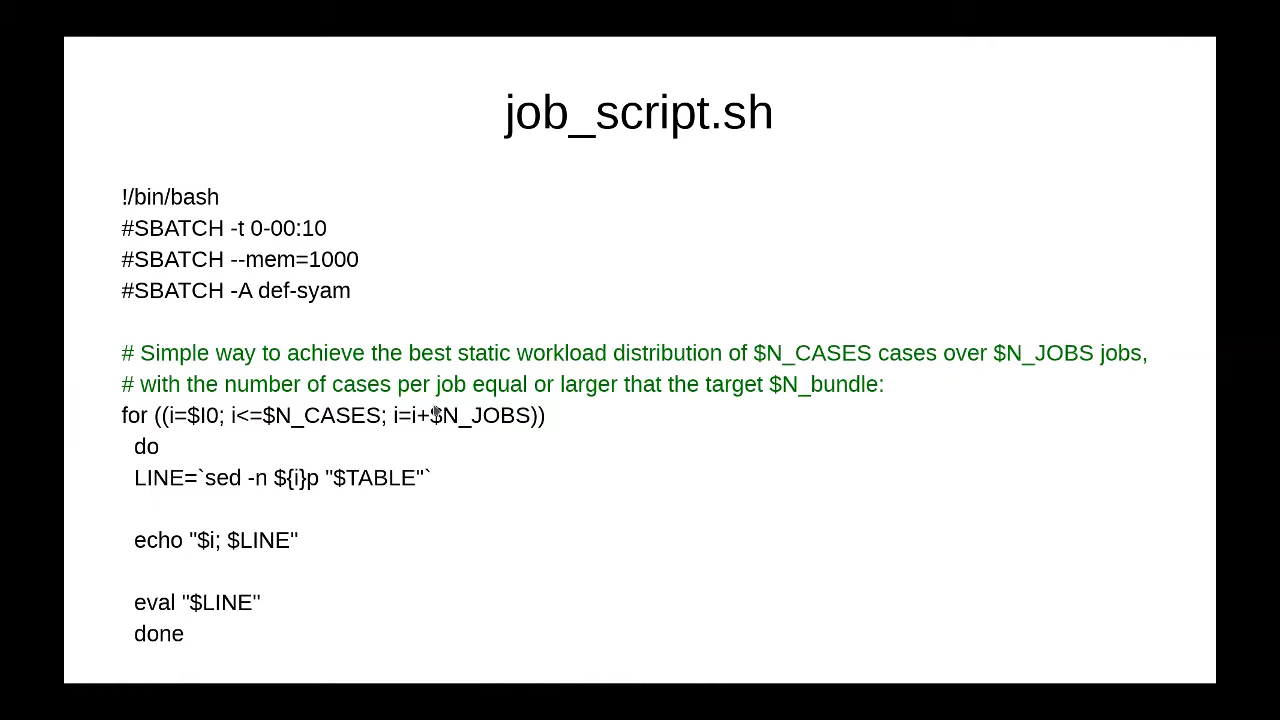 job_script.sh
!/bin/bash
#SBATCH -t 0-00:10
#SBATCH --mem=1000
#SBATCH -A def-syam
# Simple way to achieve the best static workload distribution of $N_CASES cases over $N_JOBS jobs,
# with the number of cases per job equal or larger that the target $N_bundle:
for ((i=$I0; i<=$N_CASES; i=i+$N_JOBS))
do
LINE=`sed -n ${i}p "$TABLE"`
echo "$i; $LINE"
eval "$LINE"
done